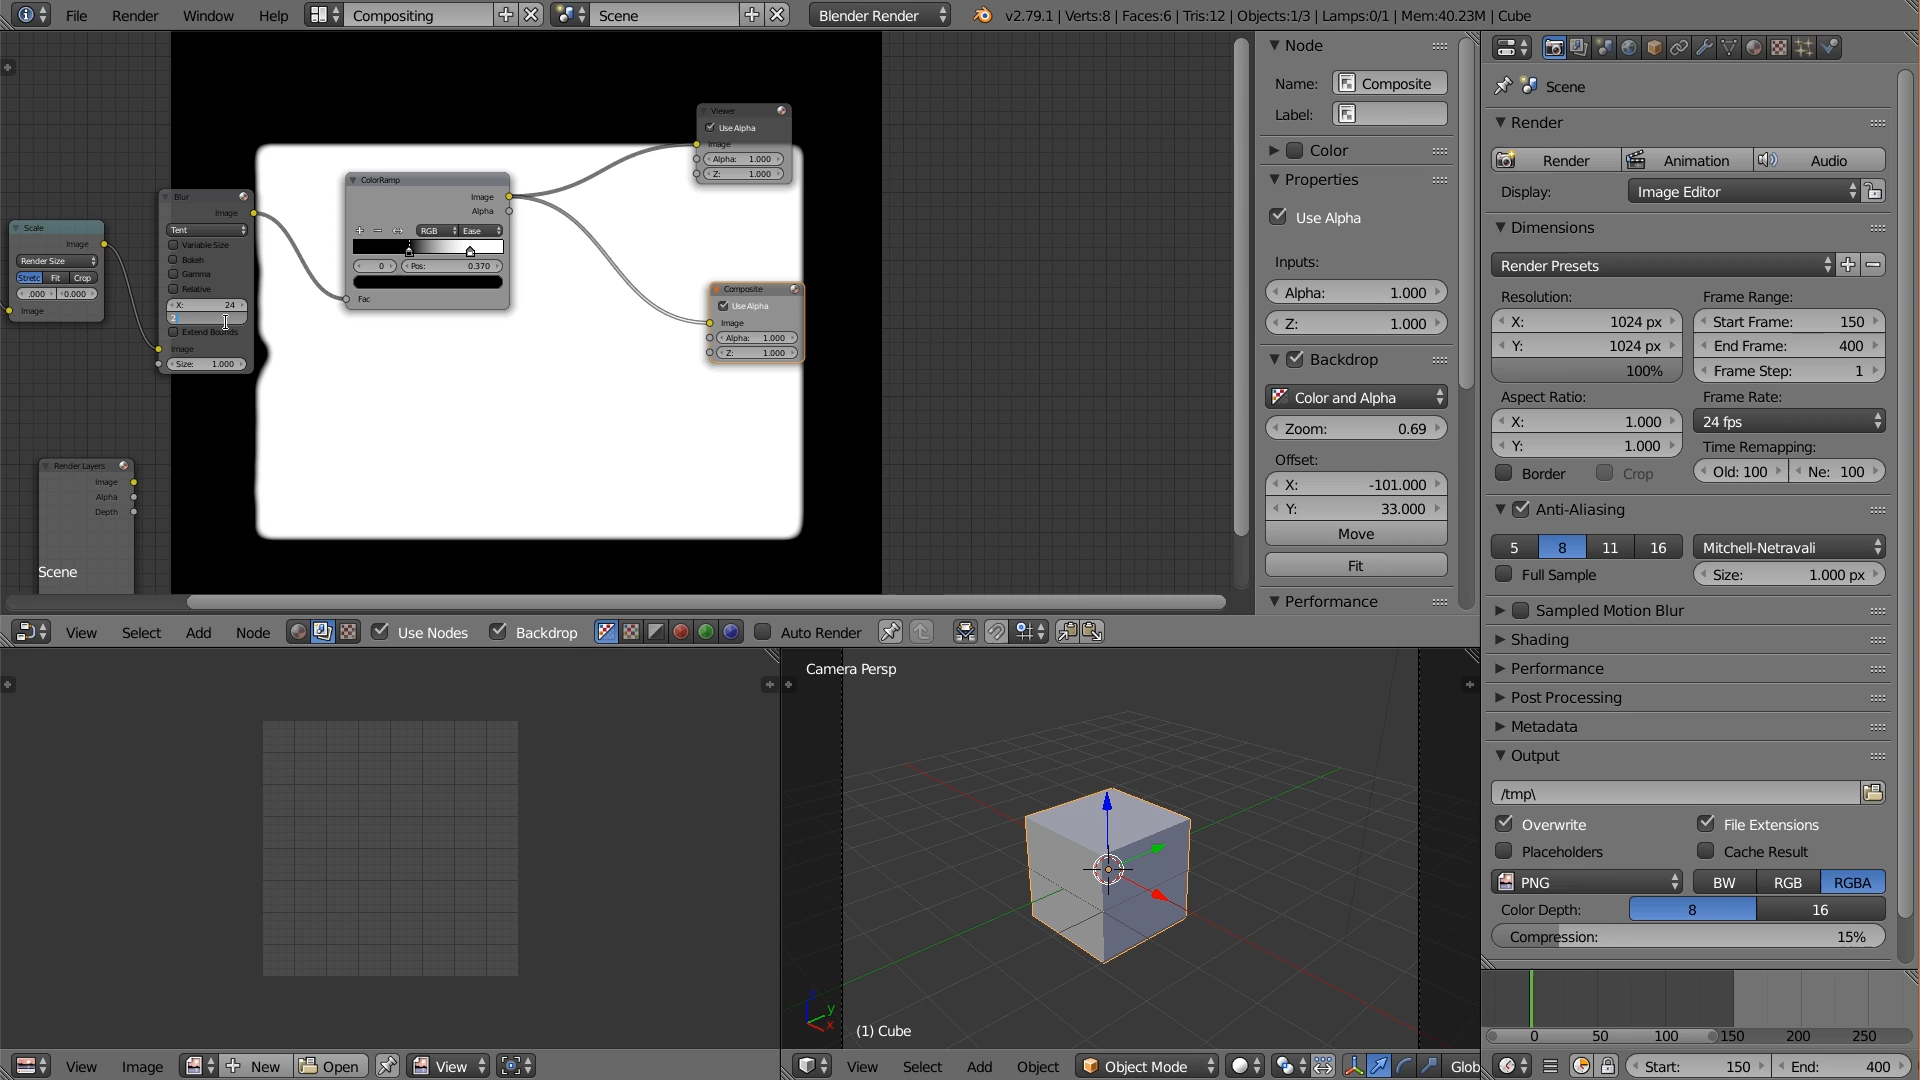 File Render Window Help Compositing Scene Blender Render v2.79.1 | Verts:8 | Faces:6 | Tris:12 | Objects:1/3 | Lamps:0/1 | Mem:40.23M | Cube
Scale
Image
Render Size
Stretc Fit Crop
.000 0.000
Image
Blur
Image
Tent
Variable Size
Bokeh
Gamma
Relative
X: 24
2
Extend Bounds
Image
Size: 1.000
ColorRamp
Image
Alpha
RGB Ease
0 Pos: 0.370
Fac
Viewer
Use Alpha
Image
Alpha: 1.000
Z: 1.000
Composite
Use Alpha
Image
Alpha: 1.000
Z: 1.000
Render Layers
Image
Alpha
Depth
Scene
Node
Name: Composite
Label:
Color
Properties
Use Alpha
Inputs:
Alpha: 1.000
Z: 1.000
Backdrop
Color and Alpha
Zoom: 0.69
Offset:
X: -101.000
Y: 33.000
Move
Fit
Performance
View Select Add Node Use Nodes Backdrop Auto Render
Scene
Render
Render Animation Audio
Display: Image Editor
Dimensions
Render Presets
Resolution: Frame Range:
X: 1024 px Start Frame: 150
Y: 1024 px End Frame: 400
100% Frame Step: 1
Aspect Ratio: Frame Rate:
X: 1.000 24 fps
Y: 1.000 Time Remapping:
Border Crop Old: 100 Ne: 100
Anti-Aliasing
5 8 11 16 Mitchell-Netravali
Full Sample Size: 1.000 px
Sampled Motion Blur
Shading
Performance
Post Processing
Metadata
Output
/tmp\
Overwrite File Extensions
Placeholders Cache Result
PNG BW RGB RGBA
Color Depth: 8 16
Compression: 15%
Camera Persp
z
y
x
(1) Cube
0 50 100 150 200 250
View Image New Open View
View Select Add Object Object Mode Glob
Start: 150 End: 400